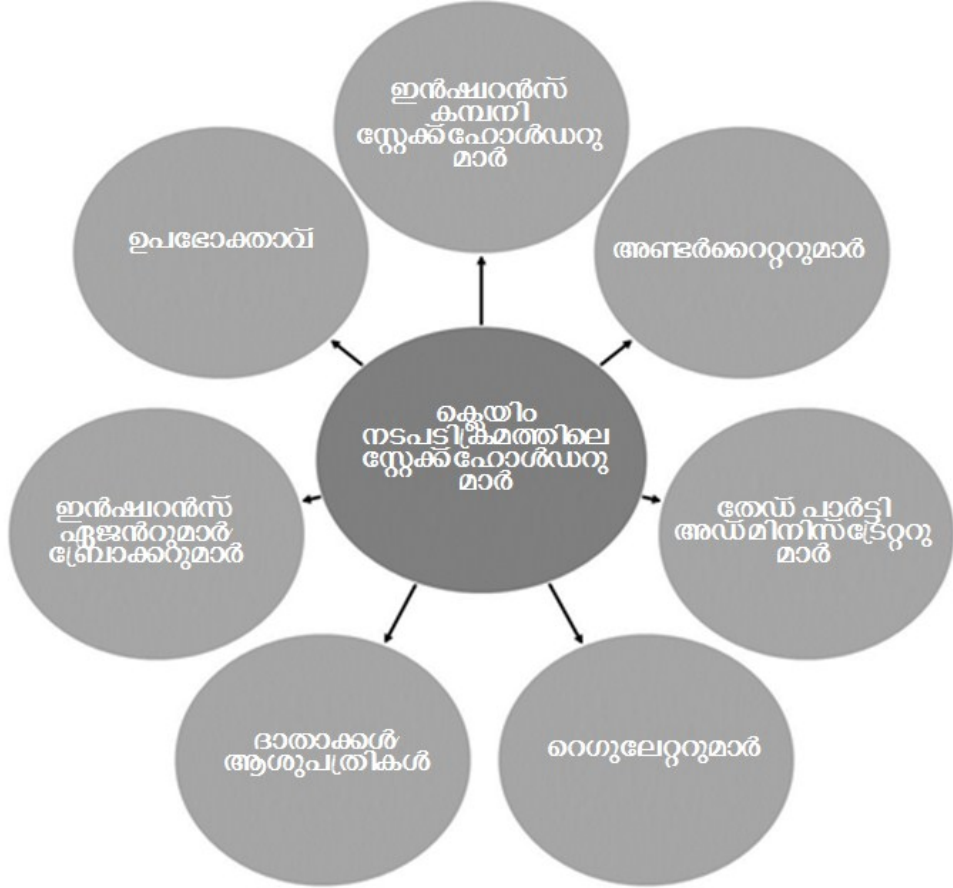 ഇൻഷ്വറൻസ്
കമ്പനി
സ്റ്റേക്ക്ഹോൾഡറു
മാർ
ഉപഭോക്താവ്
അണ്ടർറൈറ്ററുമാർ
ക്ലെയിം
നടപടിക്രമത്തിലെ
സ്റ്റേക്ക്ഹോൾഡറു
മാർ
ഇൻഷ്വറൻസ്
ഏജൻറുമാർ/
ബ്രോക്കറുമാർ
തേഡ് പാർട്ടി
അഡ്മിനിസ്ട്രേറ്ററു
മാർ
ദാതാക്കൾ/
ആശുപത്രികൾ
റെഗുലേറ്ററുമാർ